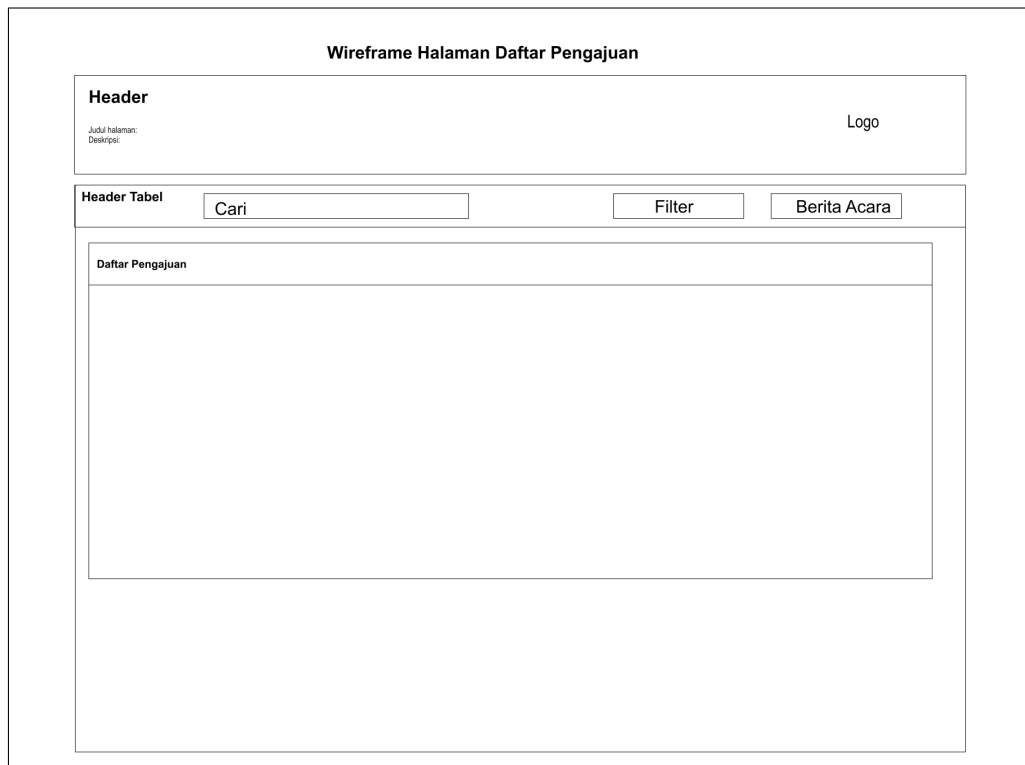 Wireframe Halaman Daftar Pengajuan
Header
Judul halaman:
Deskripsi:
Logo
Header Tabel
Cari
Filter
Berita Acara
Daftar Pengajuan